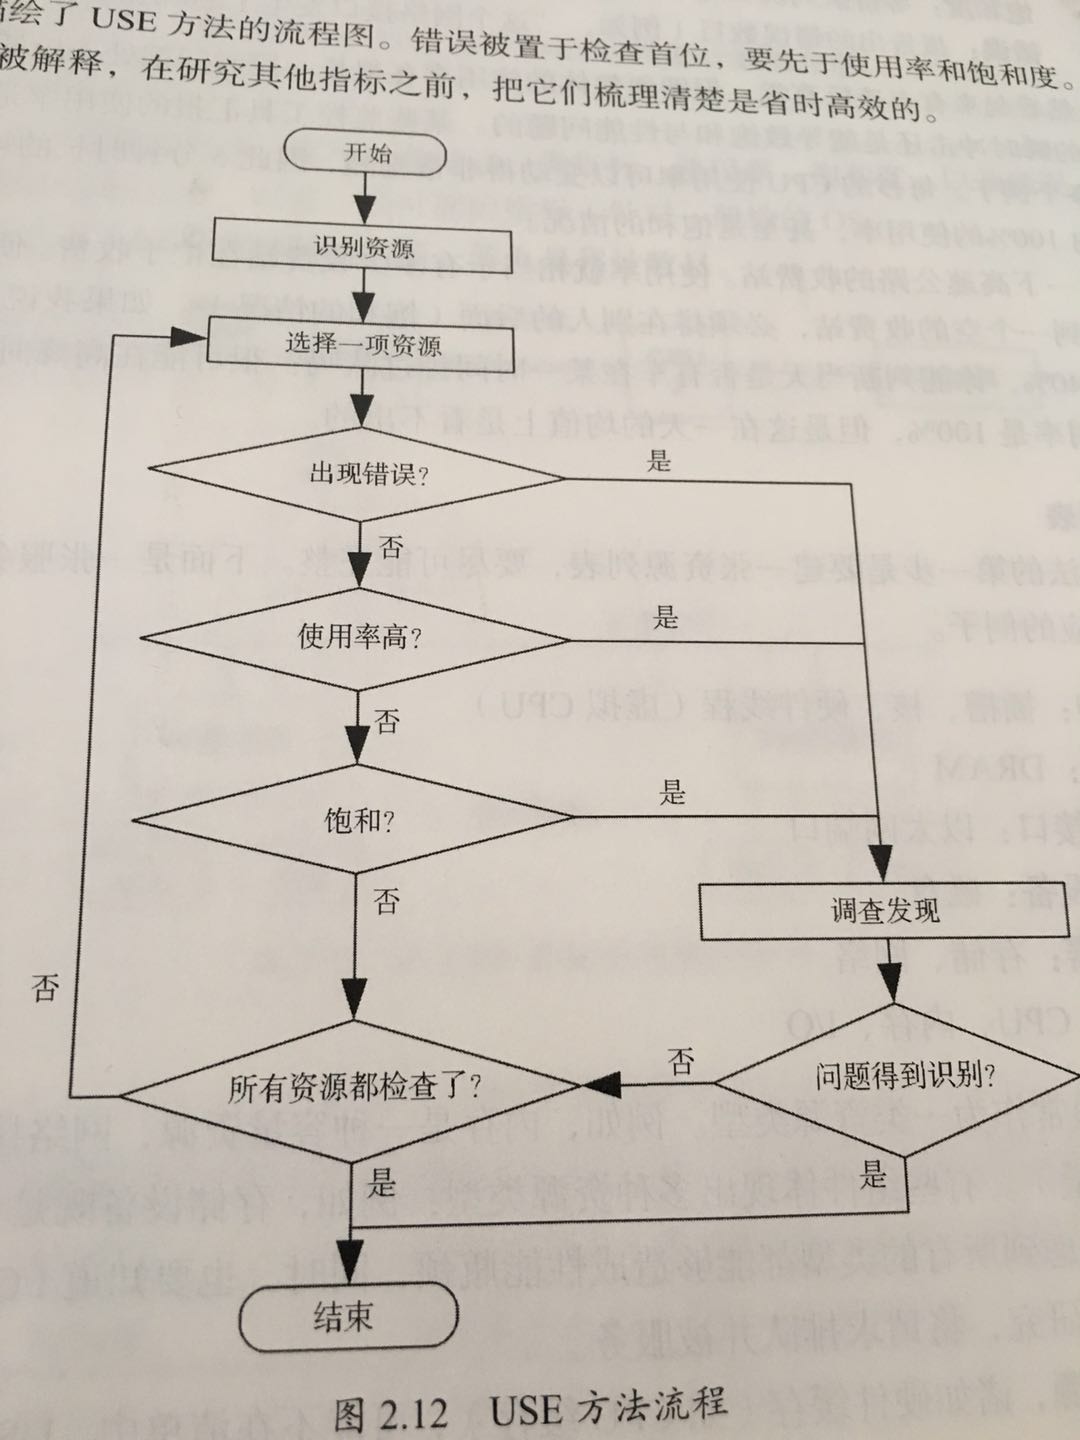 描绘了 USE 方法的流程图。错误被置于检查首位，要先于使用率和饱和度。
被解释，在研究其他指标之前，把它们梳理清楚是省时高效的。
开始
识别资源
选择一项资源
出现错误?
是
否
使用率高?
是
否
饱和?
是
否
调查发现
否
所有资源都检查了?
否
问题得到识别?
是
是
结束
图 2.12 USE 方法流程